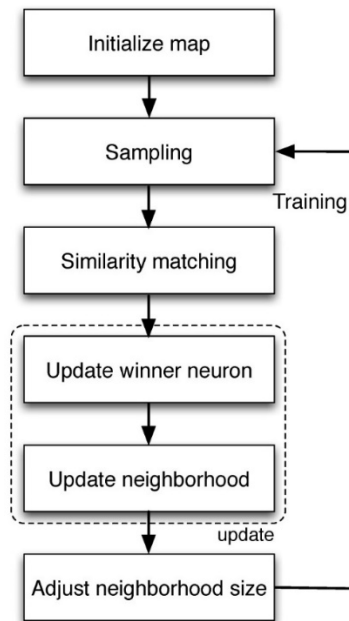 Initialize map
Sampling
Training
Similarity matching
Update winner neuron
Update neighborhood
update
Adjust neighborhood size